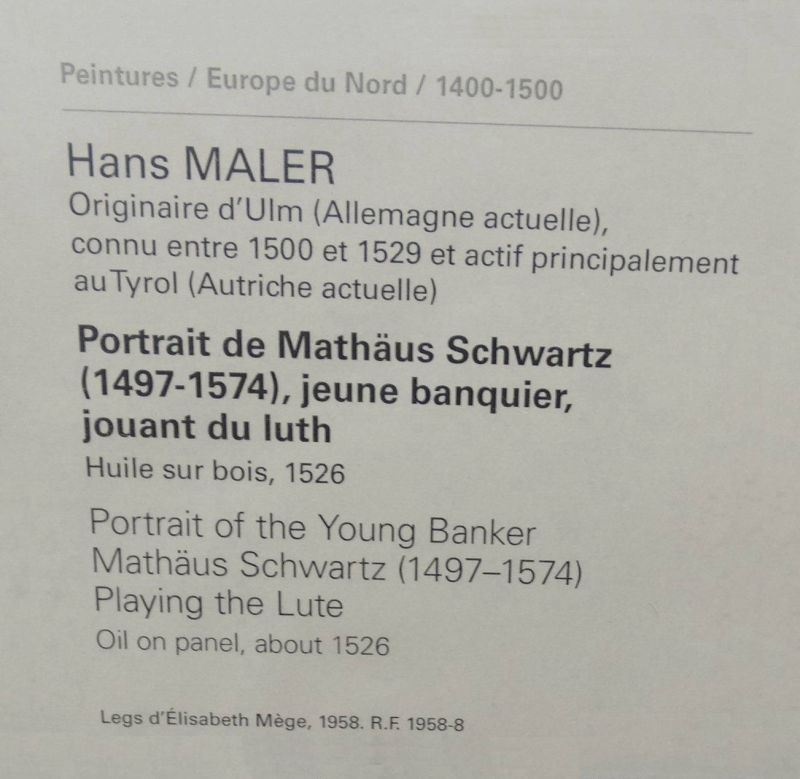 Peintures / Europe du Nord / 1400-1500
Hans MALER
Originaire d'Ulm (Allemagne actuelle),
connu entre 1500 et 1529 et actif principalement
au Tyrol (Autriche actuelle)
Portrait de Mathäus Schwartz
(1497-1574), jeune banquier,
jouant du luth
Huile sur bois, 1526
Portrait of the Young Banker
Mathäus Schwartz (1497–1574)
Playing the Lute
Oil on panel, about 1526
Legs d'Élisabeth Mège, 1958. R.F. 1958-8